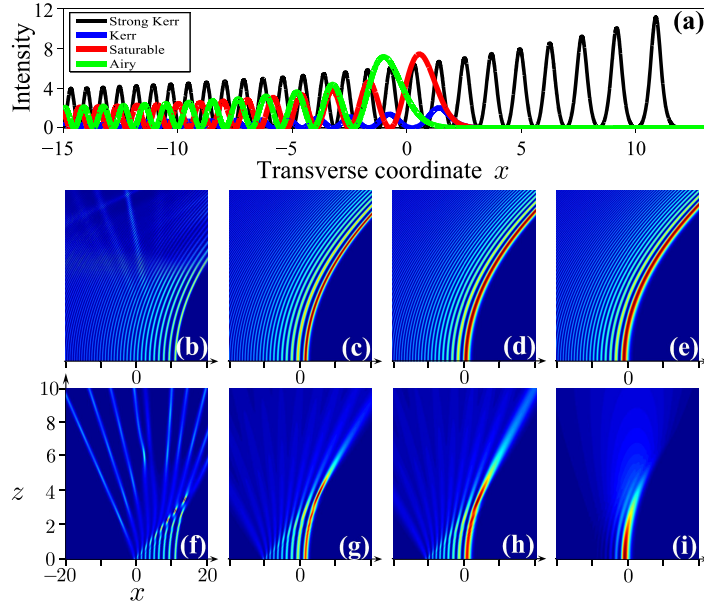 12
8
4
0
Intensity
Strong Kerr
Kerr
Saturable
Airy
(a)
−15 −10 −5 0 5 10
Transverse coordinate x
(b) (c) (d) (e)
0 0 0 0
10
8
6
4
2
0
z
(f) (g) (h) (i)
−20 0 20 0 0 0
x